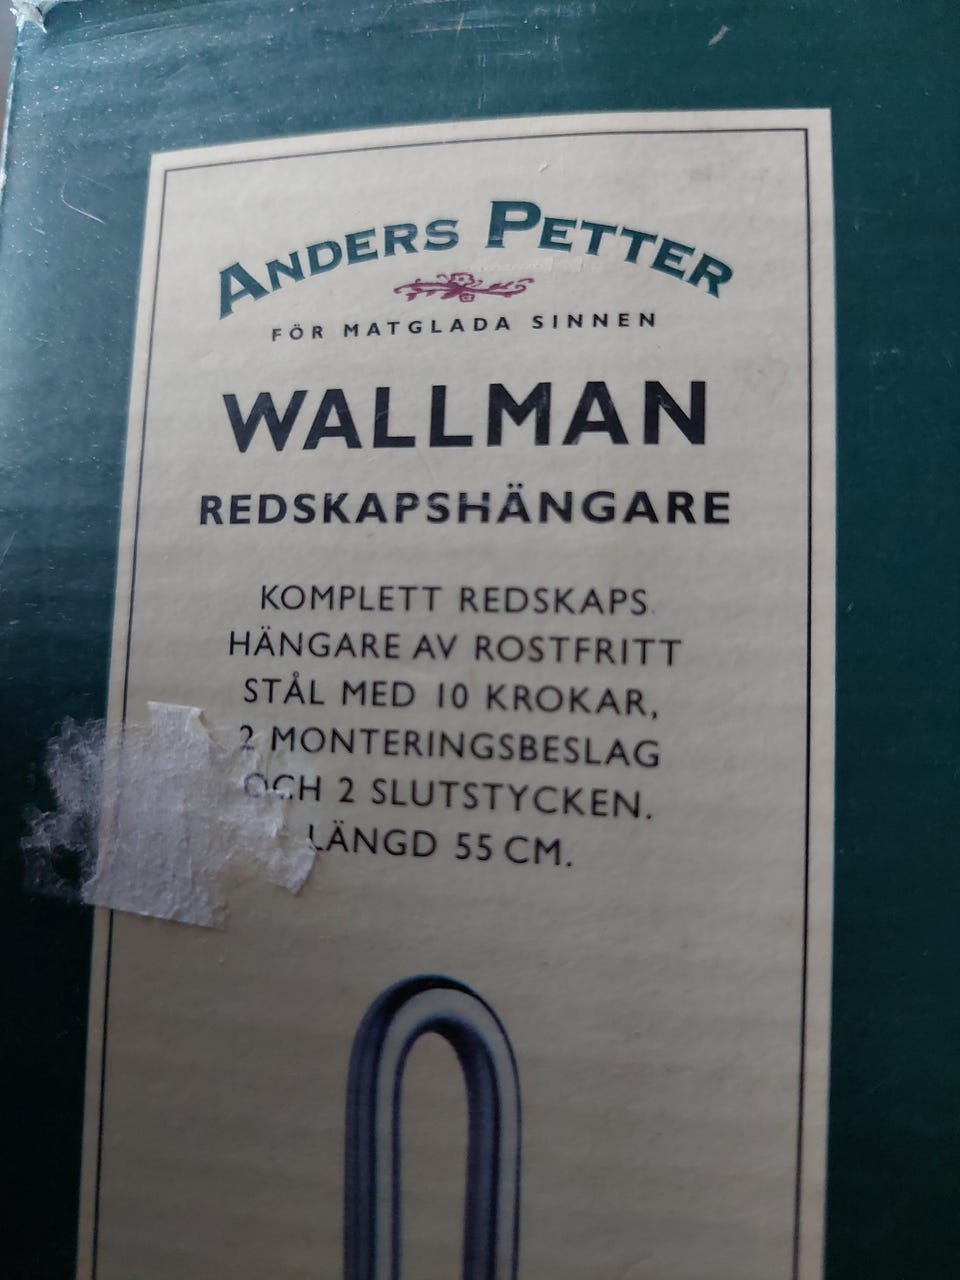 ANDERS PETTER
FÖR MATGLADA SINNEN
WALLMAN
REDSKAPSHÄNGARE
KOMPLETT REDSKAPS
HÄNGARE AV ROSTFRITT
STÅL MED 10 KROKAR,
2 MONTERINGSBESLAG
OCH 2 SLUTSTYCKEN.
LÄNGD 55 CM.